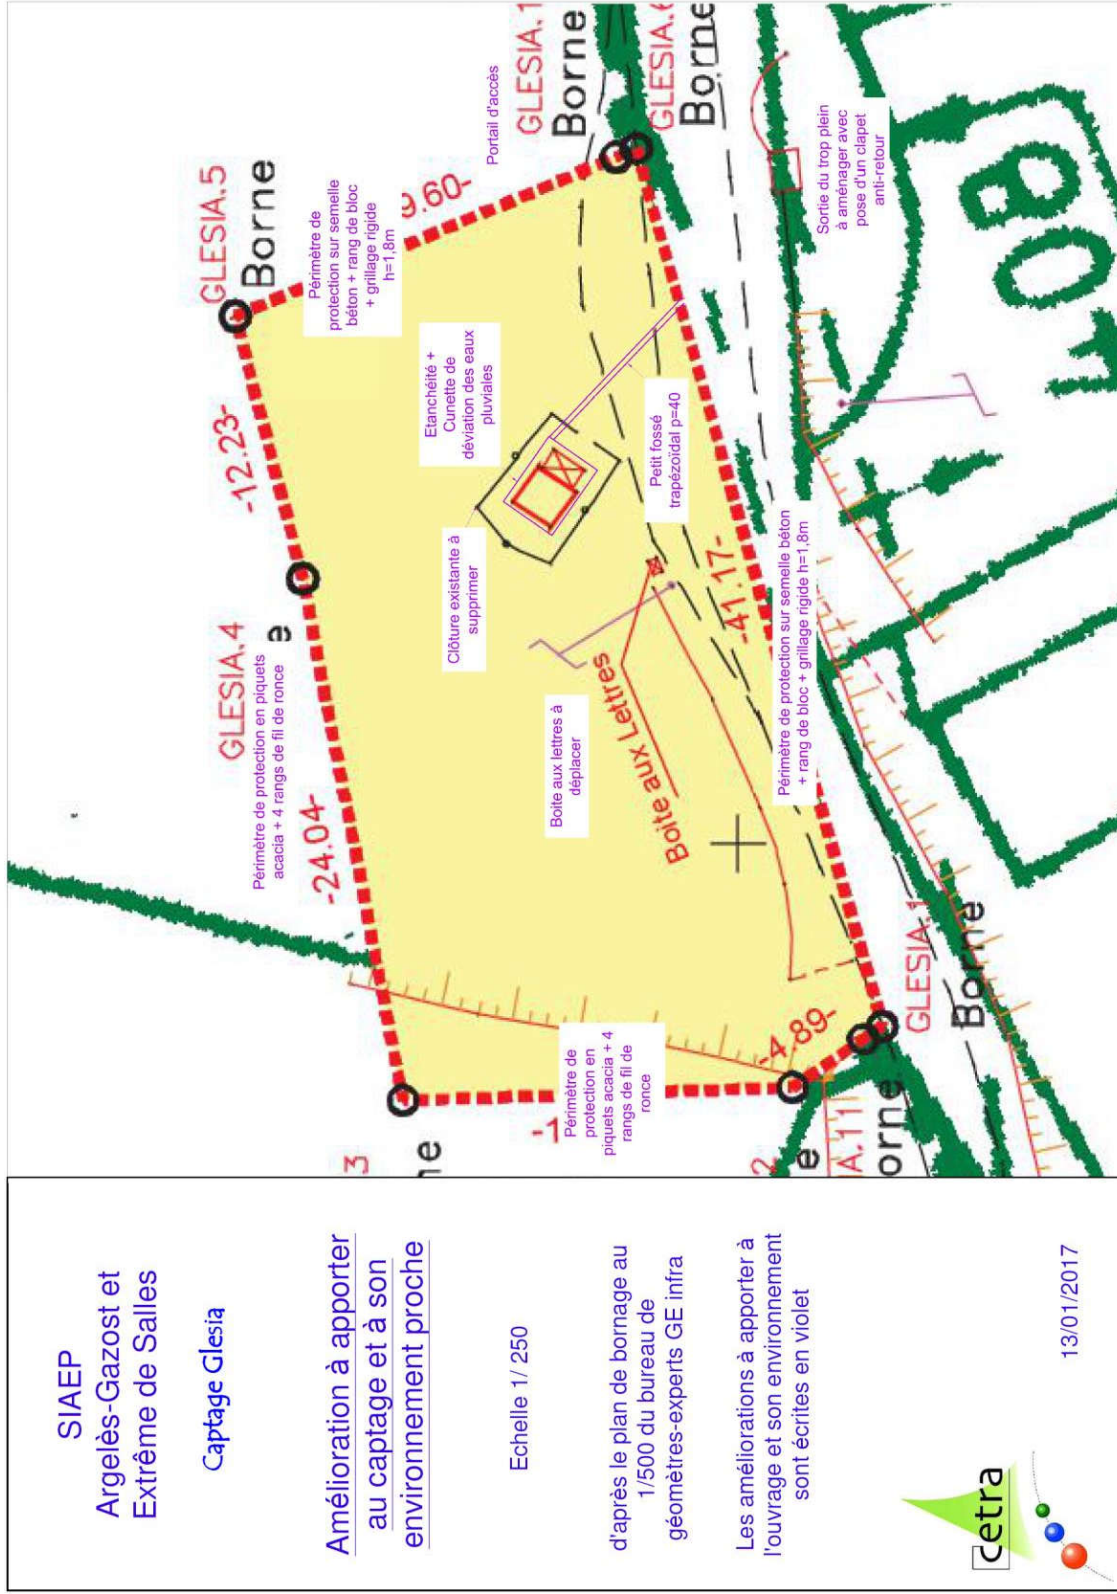 SIAEP
Argelès-Gazost et
Extrême de Salles
Captage Glesia
Amélioration à apporter
au captage et à son
environnement proche
Echelle 1/ 250
d'après le plan de bornage au
1/500 du bureau de
géomètres-experts GE infra
Les améliorations à apporter à
l'ouvrage et son environnement
sont écrites en violet
cetra
13/01/2017
3
ne
-1
Périmètre de
protection en
piquets acacia + 4
rangs de fil de
ronce
2
e
A.11
orne
-4.89-
GLESIA.1
Borne
-24.04-
Périmètre de protection en piquets
acacia + 4 rangs de fil de ronce
GLESIA.4
e
-12.23-
GLESIA.5
Borne
Périmètre de
protection sur semelle
béton + rang de bloc
+ grillage rigide
h=1,8m
9.60-
Portail d'accès
GLESIA.1
Borne
GLESIA.6
Borne
Etanchéité +
Cunette de
déviation des eaux
pluviales
Clôture existante à
supprimer
Boite aux lettres à
déplacer
Boite aux Lettres
Petit fossé
trapézoïdal p=40
-41.17-
Périmètre de protection sur semelle béton
+ rang de bloc + grillage rigide h=1,8m
Sortie du trop plein
à aménager avec
pose d'un clapet
anti-retour
108